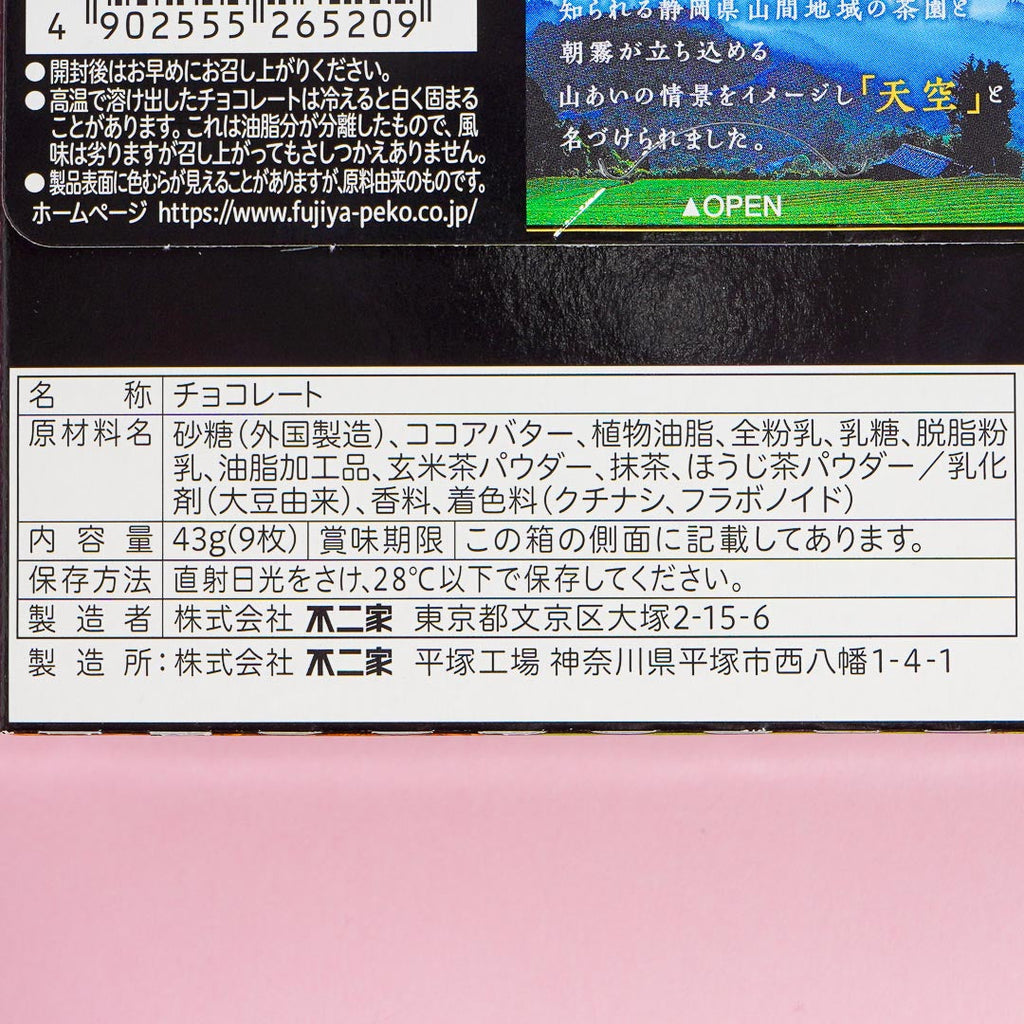 4 902555 265209
●開封後はお早めにお召し上がりください。
●高温で溶け出したチョコレートは冷えると白く固まる
ことがあります。これは油脂分が分離したもので、風
味は劣りますが召し上がってもさしつかえありません。
●製品表面に色むらが見えることがありますが、原料由来のものです。
ホームページ https://www.fujiya-peko.co.jp/
知られる静岡県山間地域の茶園と
朝霧が立ち込める
山あいの情景をイメージし「天空」と
名づけられました。
▲OPEN
名称 チョコレート
原材料名 砂糖(外国製造)、ココアバター、植物油脂、全粉乳、乳糖、脱脂粉
乳、油脂加工品、玄米茶パウダー、抹茶、ほうじ茶パウダー/乳化
剤(大豆由来)、香料、着色料(クチナシ、フラボノイド)
内容量 43g(9枚) 賞味期限 この箱の側面に記載してあります。
保存方法 直射日光をさけ、28℃以下で保存してください。
製造者 株式会社 不二家 東京都文京区大塚2-15-6
製造所:株式会社 不二家 平塚工場 神奈川県平塚市西八幡1-4-1